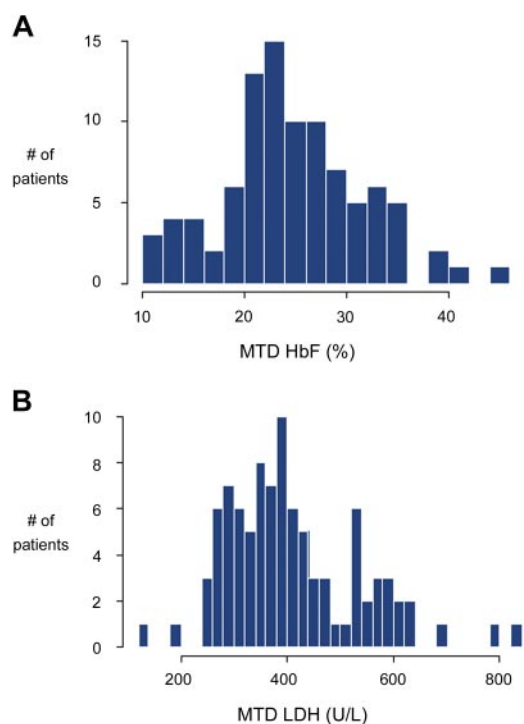 A
15
10
5
0
# of
patients
10 20 30 40
MTD HbF (%)
B
10
8
6
4
2
0
# of
patients
200 400 600 800
MTD LDH (U/L)